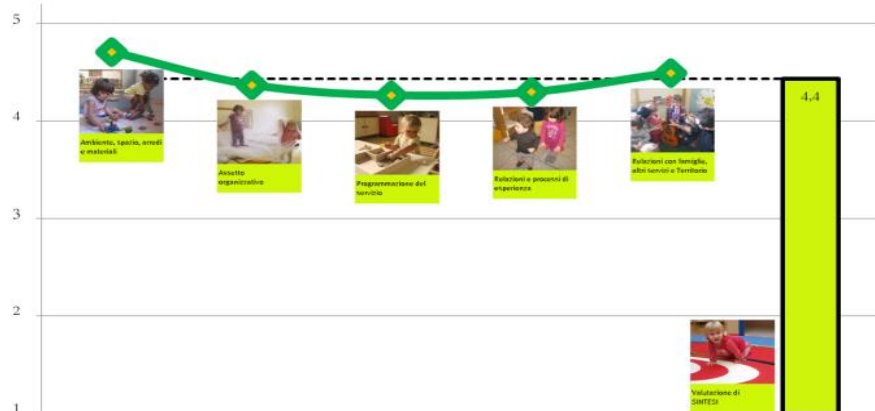 5
4
3
2
1
Ambiente, spazio, arredi
e materiali
Assetto
organizzativo
Programmazione del
servizio
Relazioni e processi di
esperienza
Relazioni con famiglie,
altri servizi e Territorio
4,4
Valutazione di
SINTESI